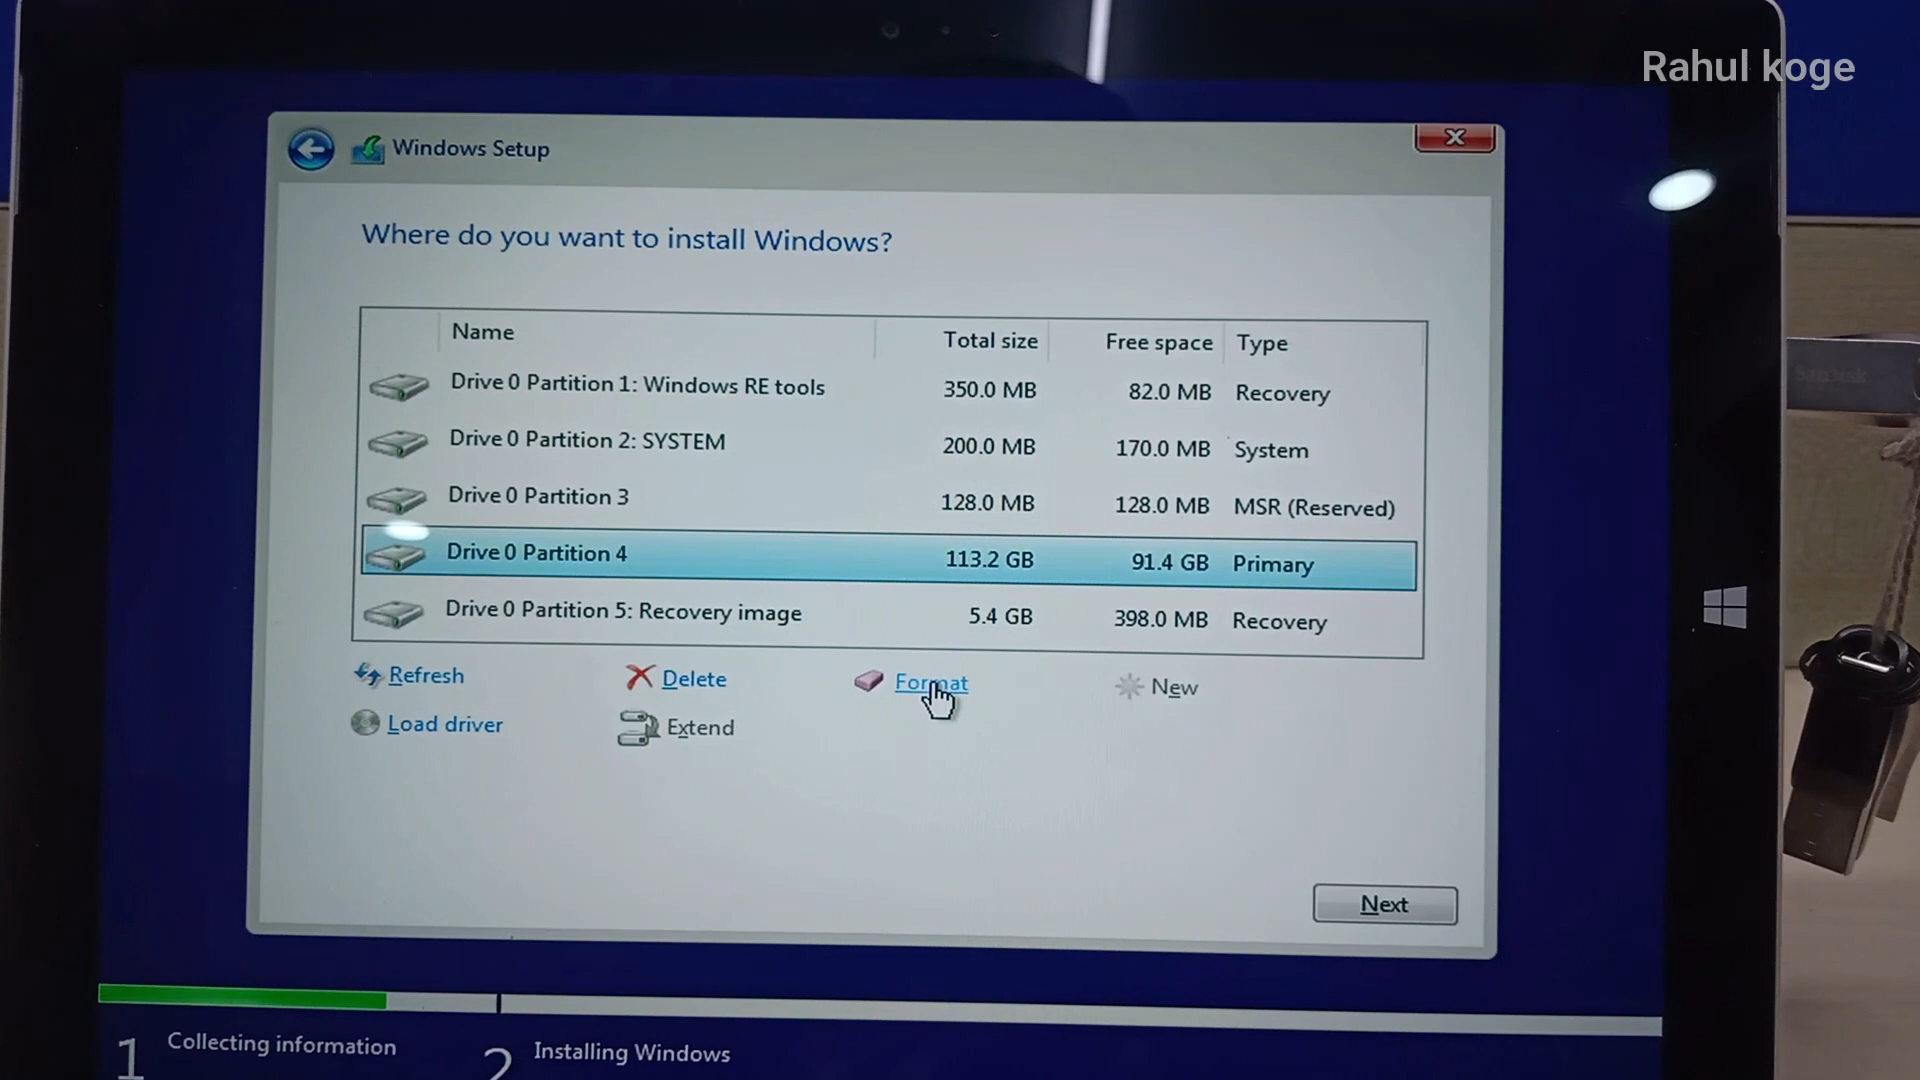 Rahul koge
Windows Setup
Where do you want to install Windows?
Name Total size Free space Type
Drive 0 Partition 1: Windows RE tools 350.0 MB 82.0 MB Recovery
Drive 0 Partition 2: SYSTEM 200.0 MB 170.0 MB System
Drive 0 Partition 3 128.0 MB 128.0 MB MSR (Reserved)
Drive 0 Partition 4 113.2 GB 91.4 GB Primary
Drive 0 Partition 5: Recovery image 5.4 GB 398.0 MB Recovery
Refresh Delete Format New
Load driver Extend
Next
1 Collecting information 2 Installing Windows
SanDisk